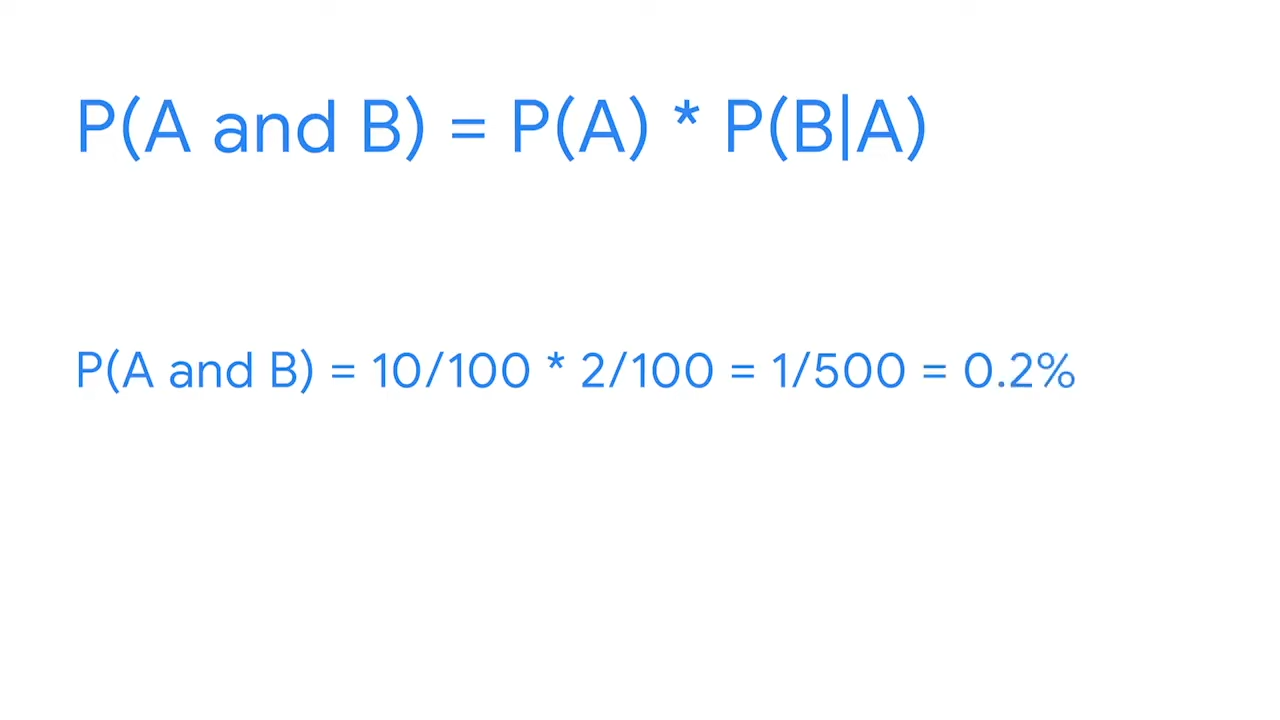 P(A and B) = P(A) * P(B|A)
P(A and B) = 10/100 * 2/100 = 1/500 = 0.2%